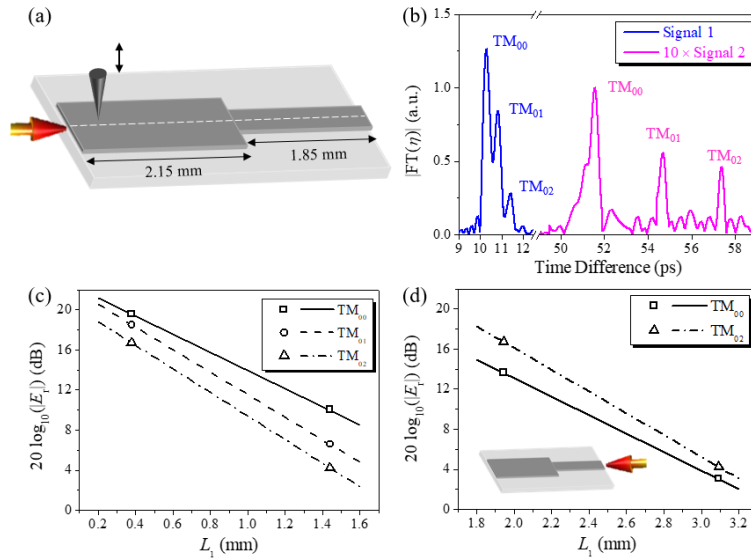 (a)
2.15 mm
1.85 mm
(b)
|FT(η)| (a.u.)
1.5
1.0
0.5
0.0
Signal 1
10 × Signal 2
TM₀₀
TM₀₁
TM₀₂
TM₀₀
TM₀₁
TM₀₂
9 10 11 12 50 52 54 56 58
Time Difference (ps)
(c)
20 log₁₀(|Eᵣ|) (dB)
20
16
12
8
4
0
TM₀₀
TM₀₁
TM₀₂
0.2 0.4 0.6 0.8 1.0 1.2 1.4 1.6
L₁ (mm)
(d)
20 log₁₀(|Eᵣ|) (dB)
20
16
12
8
4
0
TM₀₀
TM₀₂
1.8 2.0 2.2 2.4 2.6 2.8 3.0 3.2
L₁ (mm)